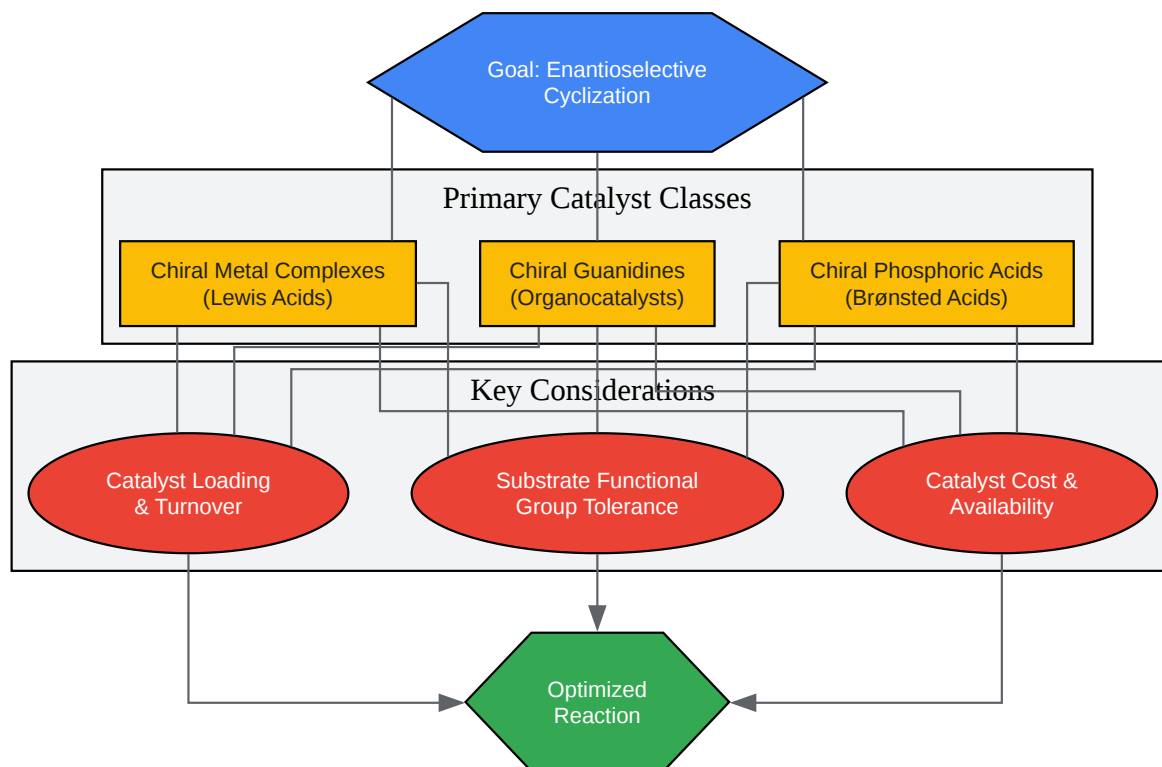 Goal: Enantioselective
Cyclization
Primary Catalyst Classes
Chiral Metal Complexes
(Lewis Acids)
Chiral Guanidines
(Organocatalysts)
Chiral Phosphoric Acids
(Brønsted Acids)
Key Considerations
Catalyst Loading
& Turnover
Substrate Functional
Group Tolerance
Catalyst Cost &
Availability
Optimized
Reaction